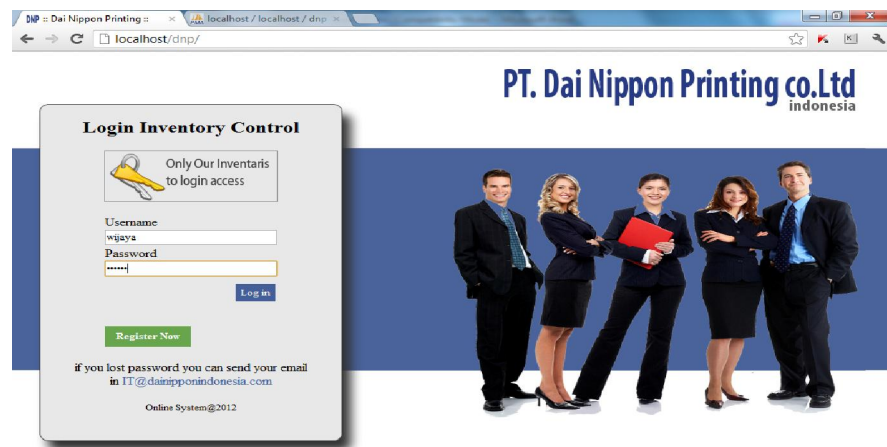 DNP :: Dai Nippon Printing ::
localhost / localhost / dnp
localhost/dnp/
PT. Dai Nippon Printing co.Ltd
indonesia
Login Inventory Control
Only Our Inventaris
to login access
Username
wijaya
Password
Log in
Register Now
if you lost password you can send your email
in IT@dainipponindonesia.com
Online System@2012